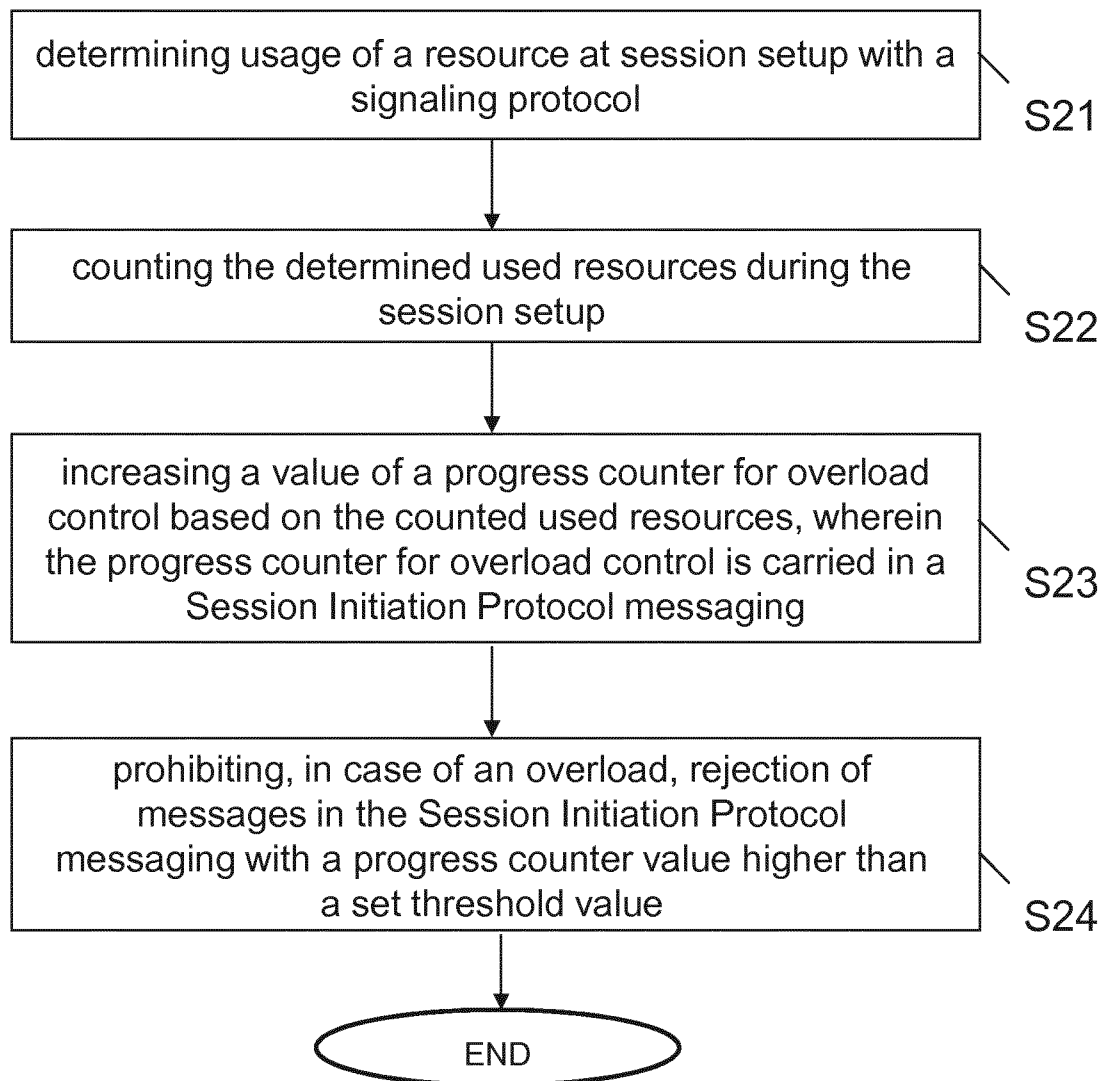 determining usage of a resource at session setup with a
signaling protocol
S21
counting the determined used resources during the
session setup
S22
increasing a value of a progress counter for overload
control based on the counted used resources, wherein
the progress counter for overload control is carried in a
Session Initiation Protocol messaging
S23
prohibiting, in case of an overload, rejection of
messages in the Session Initiation Protocol
messaging with a progress counter value higher than
a set threshold value
S24
END